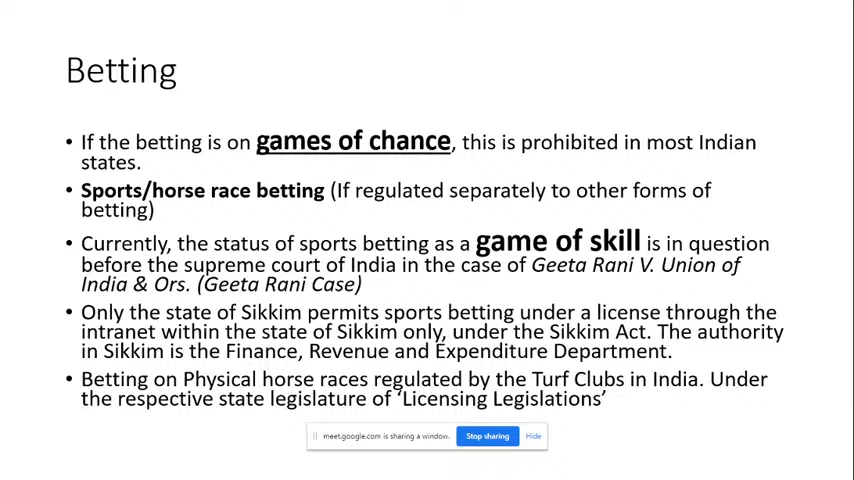 Betting
• If the betting is on games of chance, this is prohibited in most Indian
states.
• Sports/horse race betting (If regulated separately to other forms of
betting)
• Currently, the status of sports betting as a game of skill is in question
before the supreme court of India in the case of Geeta Rani V. Union of
India & Ors. (Geeta Rani Case)
• Only the state of Sikkim permits sports betting under a license through the
intranet within the state of Sikkim only, under the Sikkim Act. The authority
in Sikkim is the Finance, Revenue and Expenditure Department.
• Betting on Physical horse races regulated by the Turf Clubs in India. Under
the respective state legislature of ‘Licensing Legislations’
meet.google.com is sharing a window. Stop sharing Hide